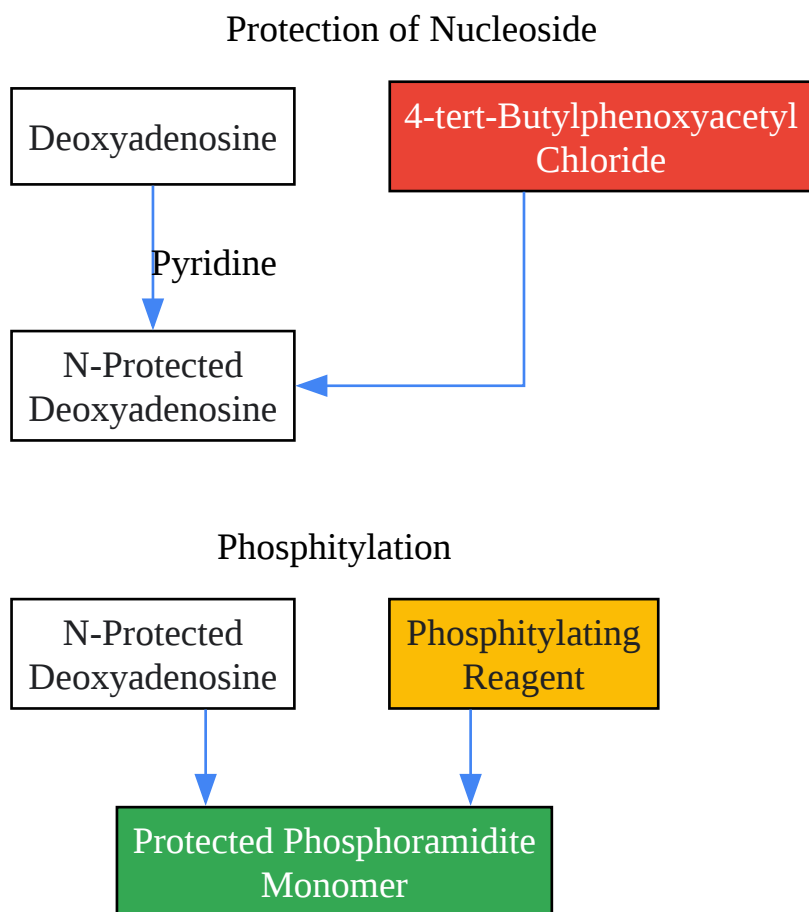 Protection of Nucleoside
Deoxyadenosine
4-tert-Butylphenoxyacetyl
Chloride
Pyridine
N-Protected
Deoxyadenosine
Phosphitylation
N-Protected
Deoxyadenosine
Phosphitylating
Reagent
Protected Phosphoramidite
Monomer